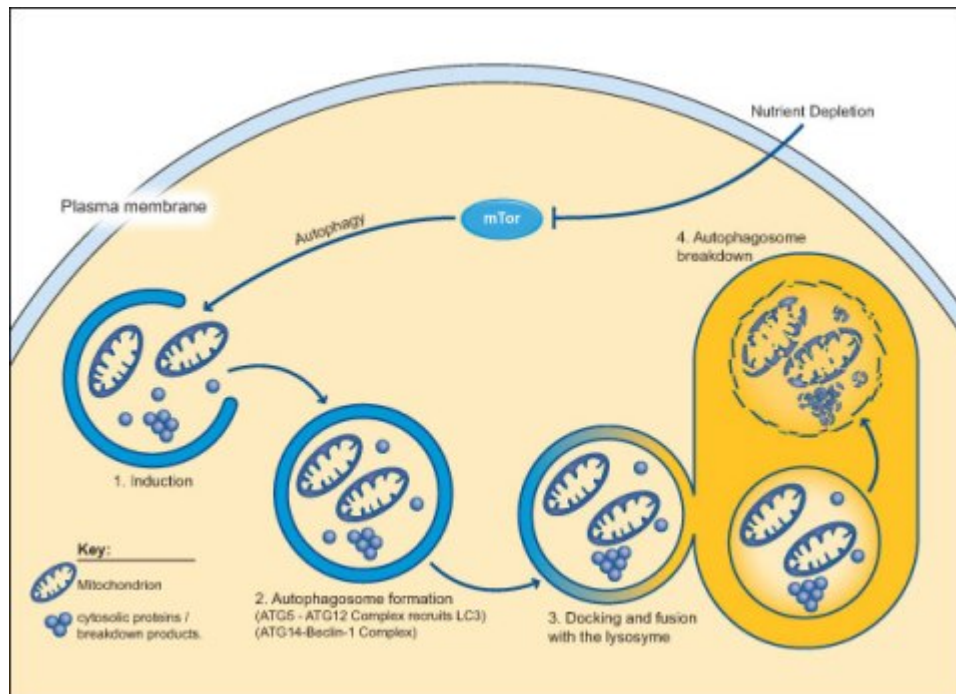 Nutrient Depletion
Plasma membrane
mTor
Autophagy
4. Autophagosome
breakdown
1. Induction
2. Autophagosome formation
(ATG5 - ATG12 Complex recruits LC3)
(ATG14-Beclin-1 Complex)
3. Docking and fusion
with the lysosyme
Key:
Mitochondrion
cytosolic proteins /
breakdown products.